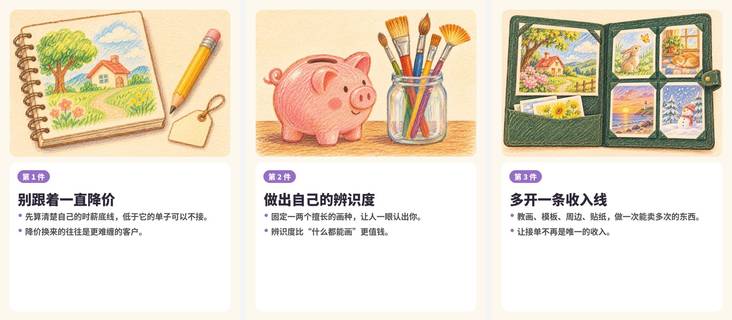 第1件
别跟着一直降价
先算清楚自己的时薪底线，低于它的单子可以不接。
降价换来的往往是更难缠的客户。
第2件
做出自己的辨识度
固定一两个擅长的画种，让人一眼认出你。
辨识度比“什么都能画”更值钱。
第3件
多开一条收入线
教画、模板、周边、贴纸，做一次能卖多次的东西。
让接单不再是唯一的收入。